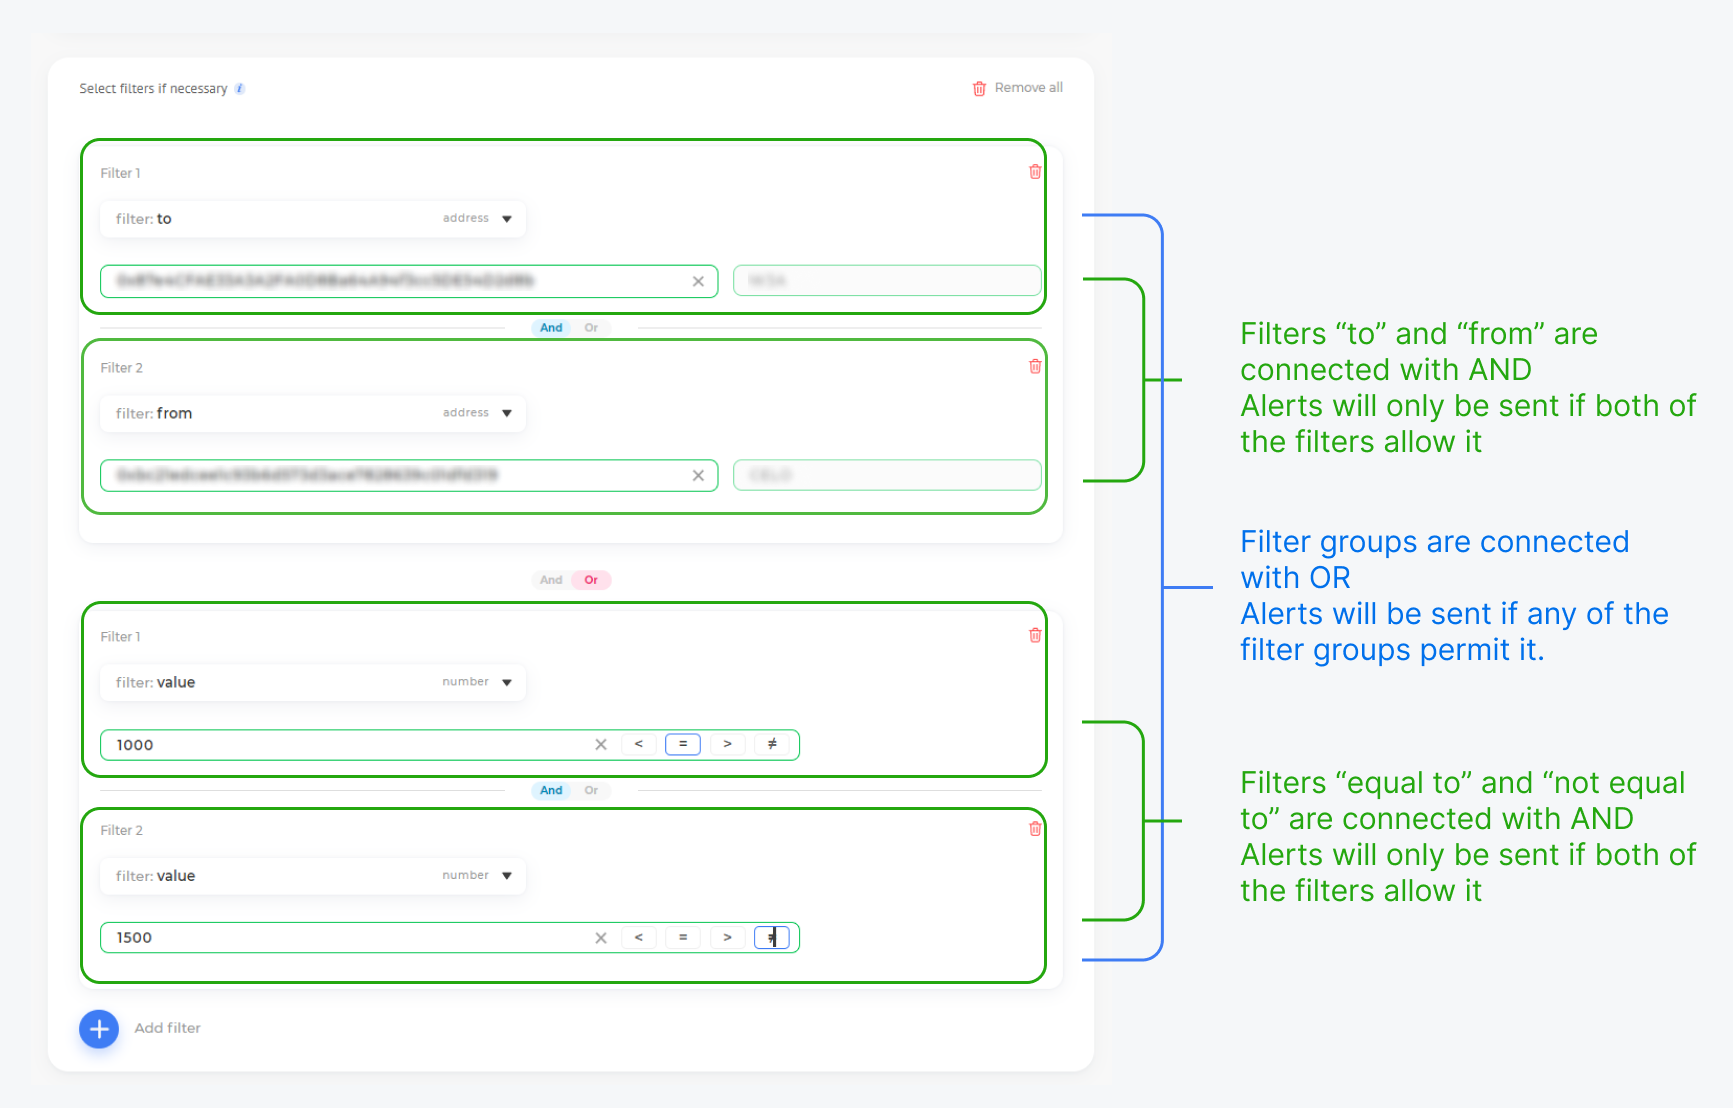 Select filters if necessary i
Remove all
Filter 1
filter: to address
And Or
Filter 2
filter: from address
And Or
Filter 1
filter: value number
1000 < = > ≠
And Or
Filter 2
filter: value number
1500 < = >
Add filter
Filters “to” and “from” are
connected with AND
Alerts will only be sent if both of
the filters allow it
Filter groups are connected
with OR
Alerts will be sent if any of the
filter groups permit it.
Filters “equal to” and “not equal
to” are connected with AND
Alerts will only be sent if both of
the filters allow it